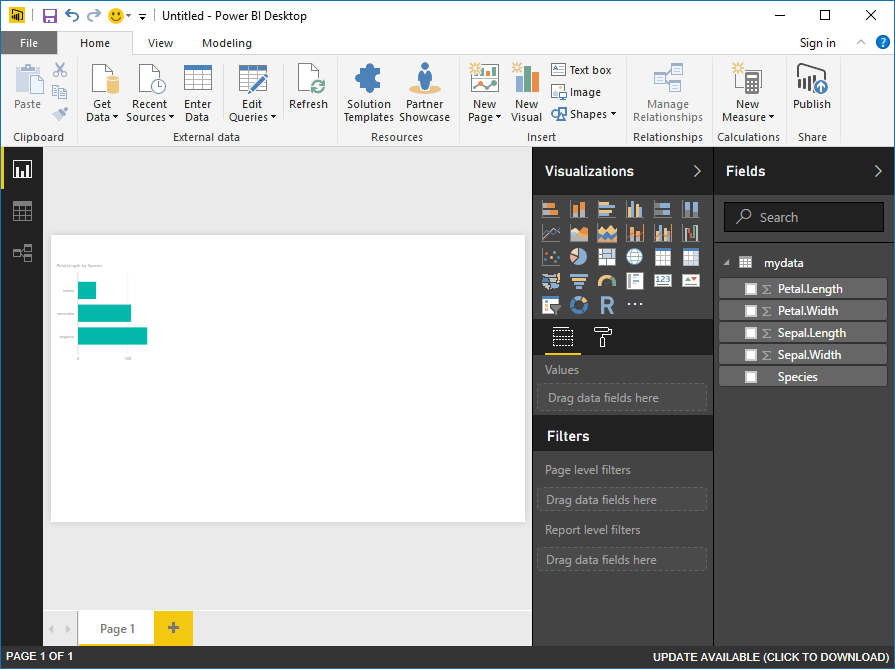 Untitled - Power BI Desktop
File Home View Modeling Sign in ?
Paste
Get Data
Recent Sources
Enter Data
Edit Queries
Refresh
Solution Templates
Partner Showcase
New Page
New Visual
Text box
Image
Shapes
Manage Relationships
New Measure
Publish
Clipboard External data Resources Insert Relationships Calculations Share
Petal.Length by Species
0 100
Page 1
Visualizations
123
R
Values
Drag data fields here
Filters
Page level filters
Drag data fields here
Report level filters
Drag data fields here
Fields
Search
mydata
Σ Petal.Length
Σ Petal.Width
Σ Sepal.Length
Σ Sepal.Width
Species
PAGE 1 OF 1 UPDATE AVAILABLE (CLICK TO DOWNLOAD)